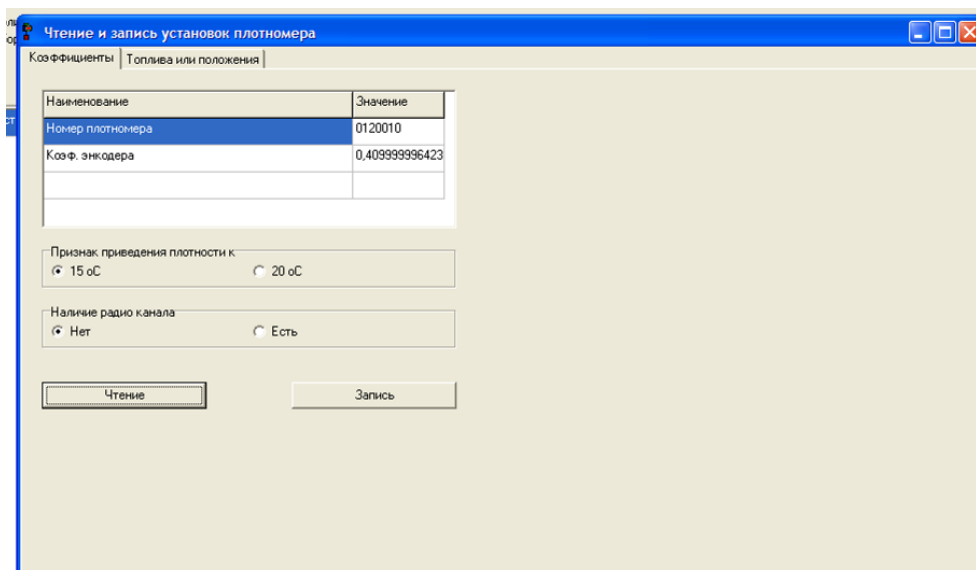 Чтение и запись установок плотномера
Коэффициенты Топлива или положения
Наименование Значение
Номер плотномера 0120010
Коэф. энкодера 0,409999996423
Признак приведения плотности к
15 оС 20 оС
Наличие радио канала
Нет Есть
Чтение Запись